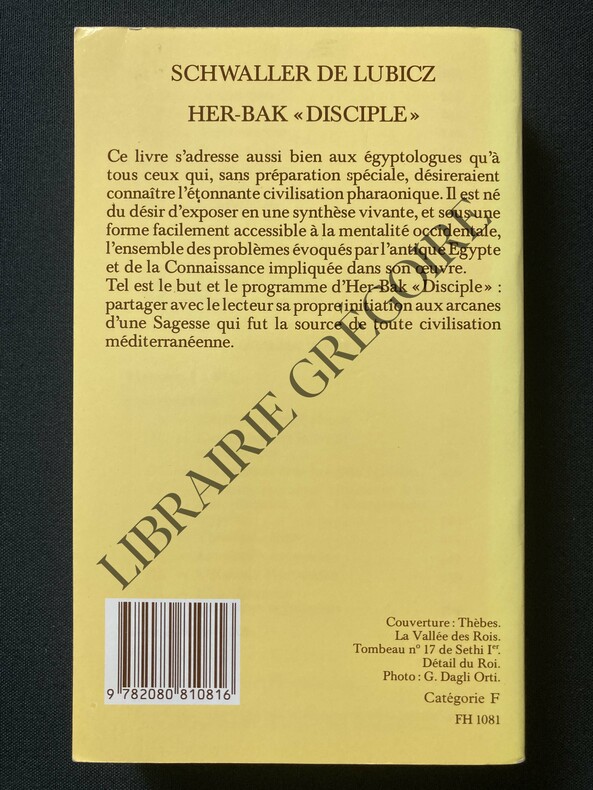 SCHWALLER DE LUBICZ
HER-BAK «DISCIPLE»
Ce livre s'adresse aussi bien aux égyptologues qu'à
tous ceux qui, sans préparation spéciale, désireraient
connaître l'étonnante civilisation pharaonique. Il est né
du désir d'exposer en une synthèse vivante, et sous une
forme facilement accessible à la mentalité occidentale,
l'ensemble des problèmes évoqués par l'antique Égypte
et de la Connaissance impliquée dans son œuvre.
Tel est le but et le programme d'Her-Bak «Disciple» :
partager avec le lecteur sa propre initiation aux arcanes
d'une Sagesse qui fut la source de toute civilisation
méditerranéenne.
LIBRAIRIE GREGOIRE
9 782080 810816
Couverture : Thèbes.
La Vallée des Rois.
Tombeau n° 17 de Sethi Ier.
Détail du Roi.
Photo : G. Dagli Orti.
Catégorie F
FH 1081